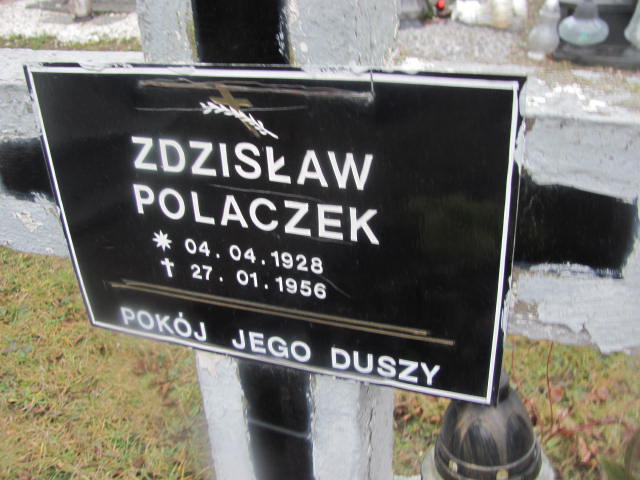 ZDZISŁAW
POLACZEK
* 04.04.1928
† 27.01.1956
POKÓJ JEGO DUSZY